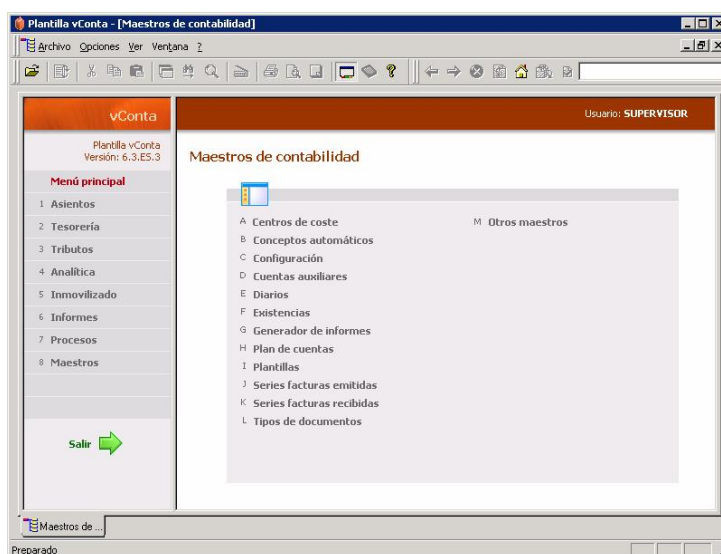 Plantilla vConta - [Maestros de contabilidad]
Archivo Opciones Ver Ventana ?
vConta
Usuario: SUPERVISOR
Plantilla vConta
Versión: 6.3.ES.3
Maestros de contabilidad
Menú principal
1 Asientos
2 Tesorería
3 Tributos
4 Analítica
5 Inmovilizado
6 Informes
7 Procesos
8 Maestros
Salir
A Centros de coste
B Conceptos automáticos
C Configuración
D Cuentas auxiliares
E Diarios
F Existencias
G Generador de informes
H Plan de cuentas
I Plantillas
J Series facturas emitidas
K Series facturas recibidas
L Tipos de documentos
M Otros maestros
Maestros de ...
Preparado